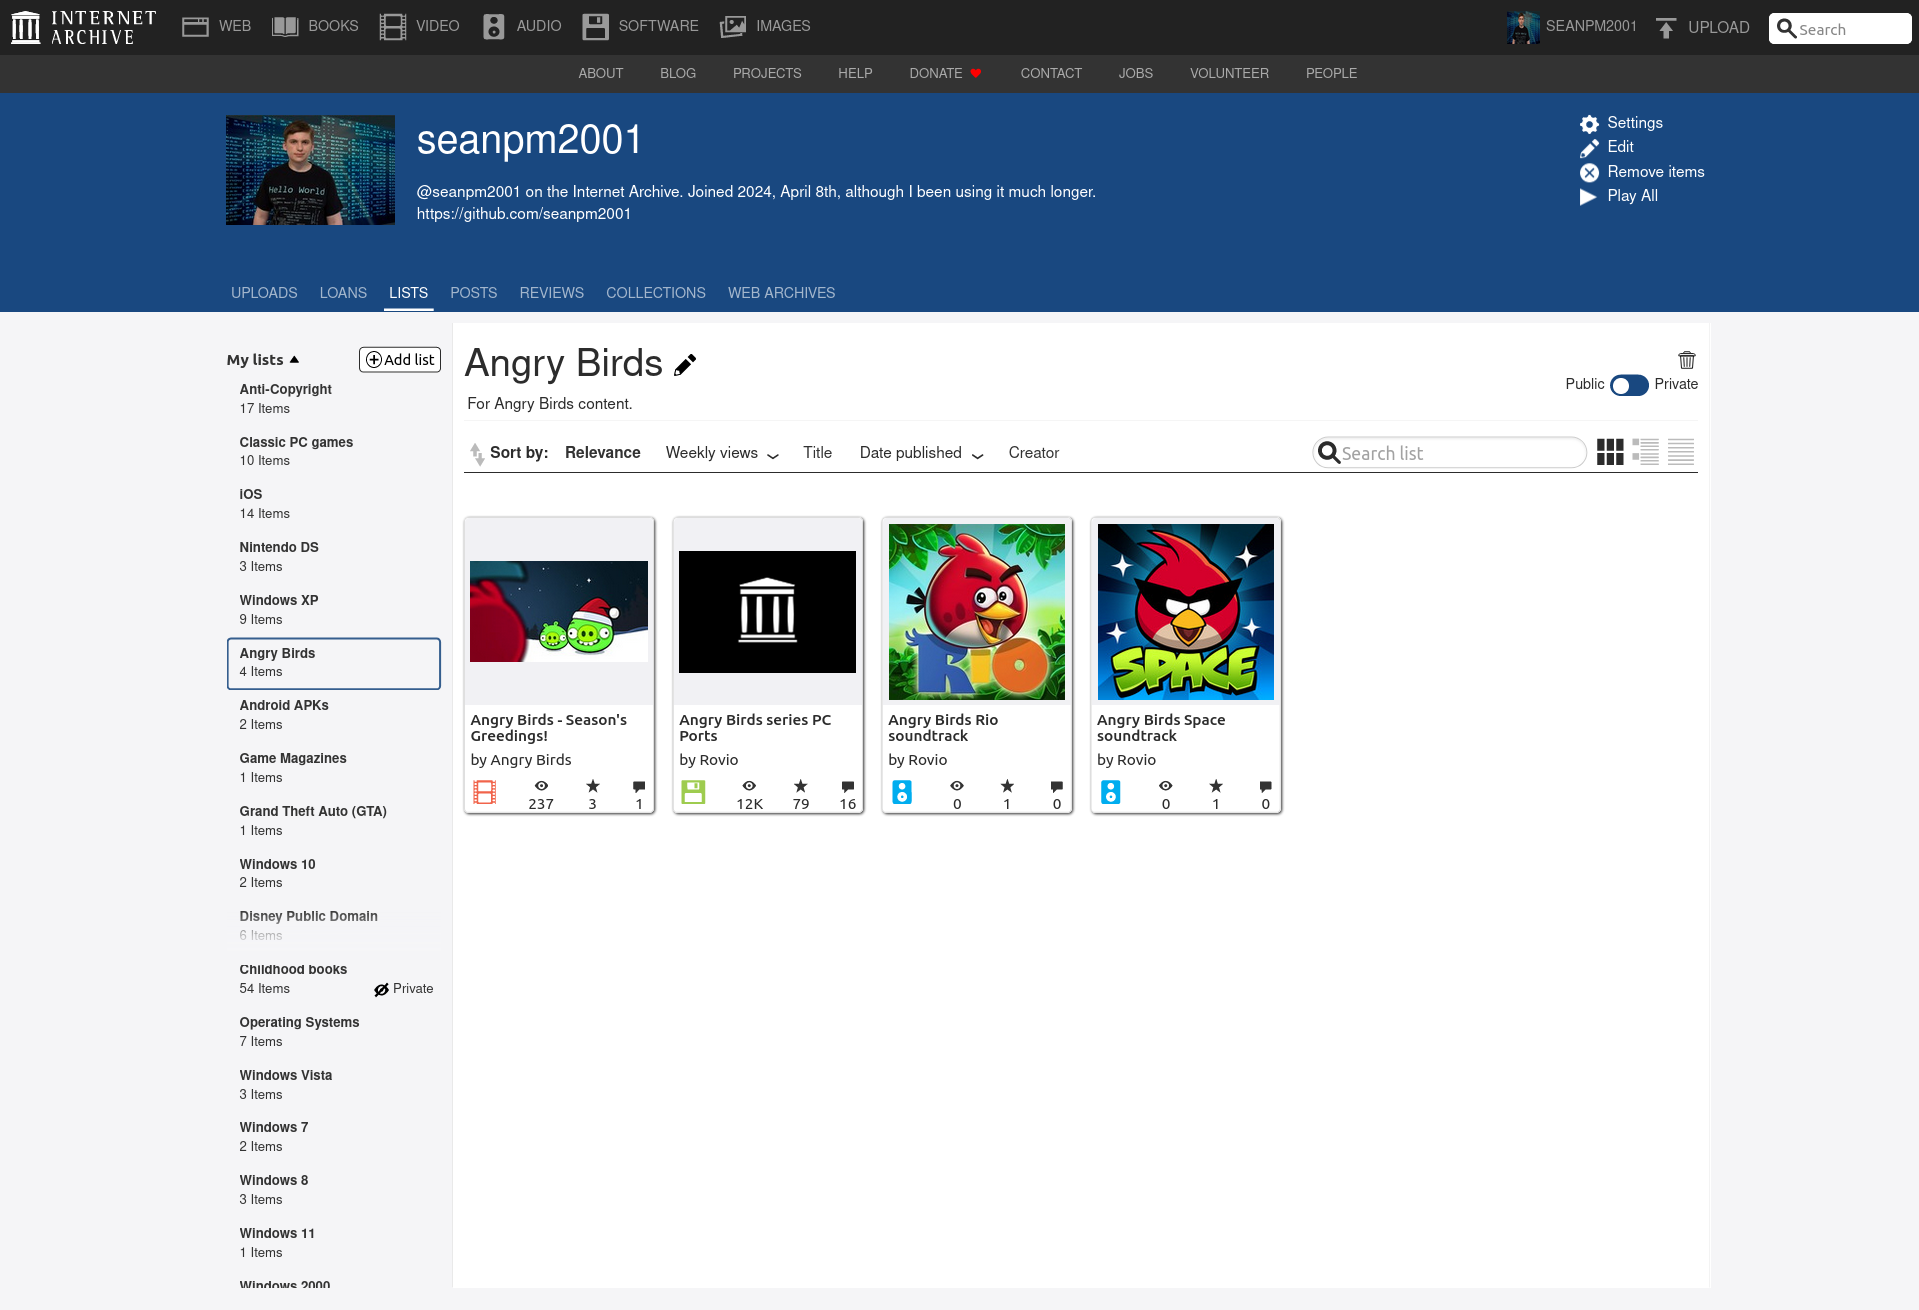 INTERNET ARCHIVE
WEB BOOKS VIDEO AUDIO SOFTWARE IMAGES SEANPM2001 UPLOAD Search
ABOUT BLOG PROJECTS HELP DONATE CONTACT JOBS VOLUNTEER PEOPLE
seanpm2001
@seanpm2001 on the Internet Archive. Joined 2024, April 8th, although I been using it much longer.
https://github.com/seanpm2001
Hello World
Settings
Edit
Remove items
Play All
UPLOADS LOANS LISTS POSTS REVIEWS COLLECTIONS WEB ARCHIVES
My lists Add list
Anti-Copyright
17 Items
Classic PC games
10 Items
iOS
14 Items
Nintendo DS
3 Items
Windows XP
9 Items
Angry Birds
4 Items
Android APKs
2 Items
Game Magazines
1 Items
Grand Theft Auto (GTA)
1 Items
Windows 10
2 Items
Disney Public Domain
6 Items
Childhood books
54 Items Private
Operating Systems
7 Items
Windows Vista
3 Items
Windows 7
2 Items
Windows 8
3 Items
Windows 11
1 Items
Windows 2000
Angry Birds
For Angry Birds content.
Public Private
Sort by: Relevance Weekly views Title Date published Creator Search list
Angry Birds - Season's
Greedings!
by Angry Birds
237 3 1
Angry Birds series PC
Ports
by Rovio
12K 79 16
RIO
Angry Birds Rio
soundtrack
by Rovio
0 1 0
SPACE
Angry Birds Space
soundtrack
by Rovio
0 1 0